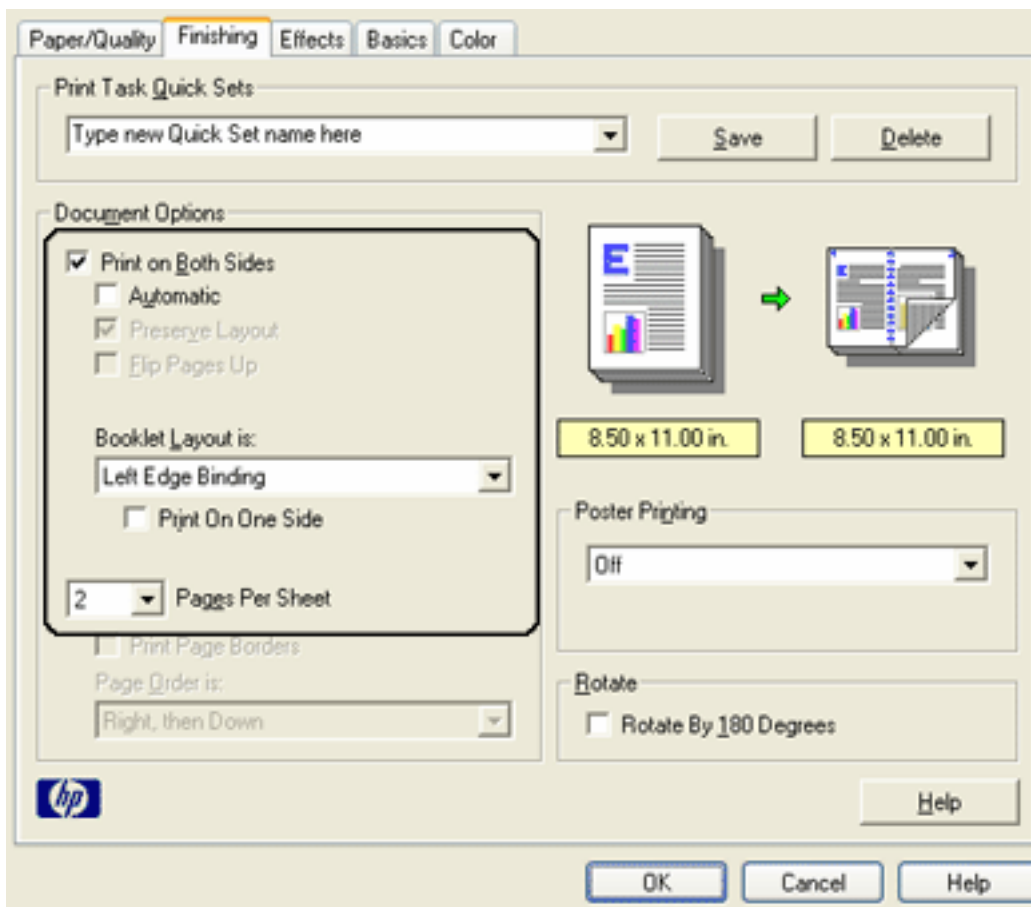 Paper/Quality Finishing Effects Basics Color
Print Task Quick Sets
Type new Quick Set name here Save Delete
Document Options
Print on Both Sides
Automatic
Preserve Layout
Flip Pages Up
Booklet Layout is:
Left Edge Binding
Print On One Side
2 Pages Per Sheet
Print Page Borders
Page Order is:
Right, then Down
E
8.50 x 11.00 in. 8.50 x 11.00 in.
Poster Printing
Off
Rotate
Rotate By 180 Degrees
hp
Help
OK Cancel Help